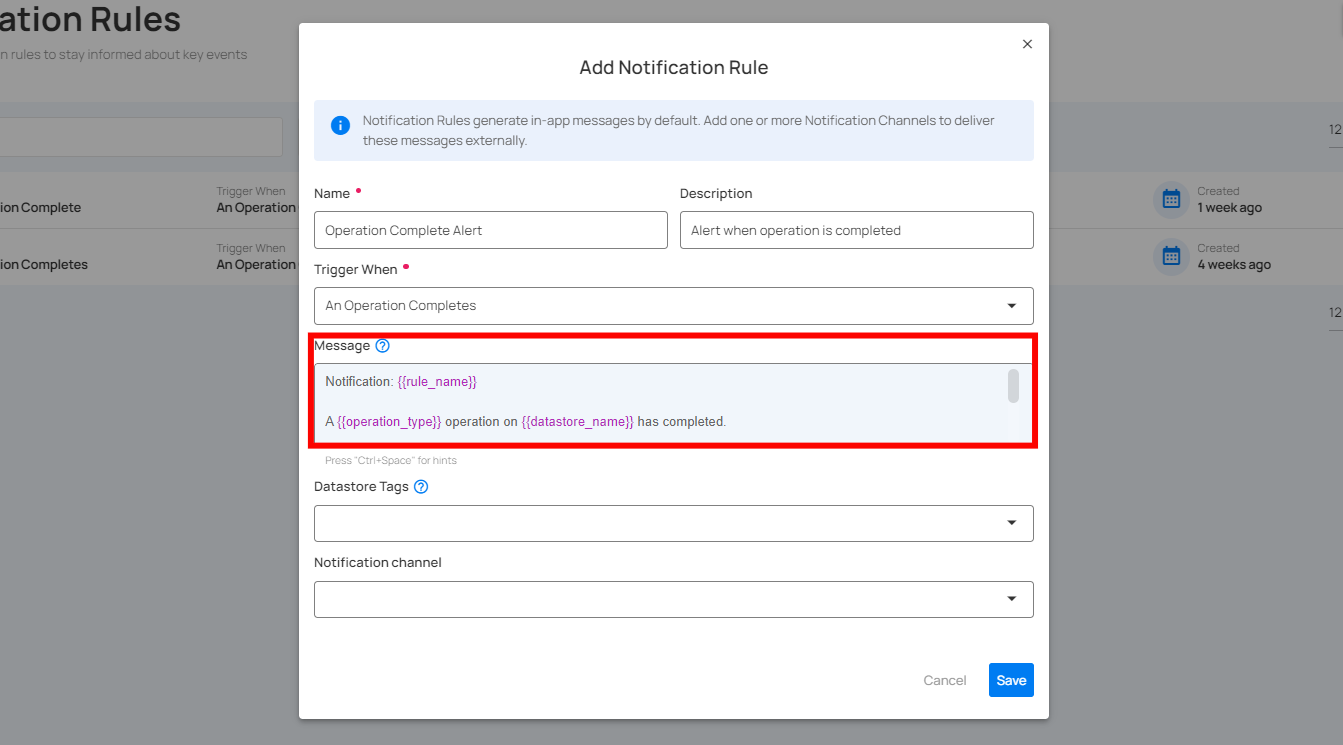 ation Rules
n rules to stay informed about key events
Add Notification Rule
Notification Rules generate in-app messages by default. Add one or more Notification Channels to deliver
these messages externally.
12
Name •
Description
Operation Complete Alert
Alert when operation is completed
Trigger When •
An Operation Completes
Message ?
Notification: {{rule_name}}
A {{operation_type}} operation on {{datastore_name}} has completed.
Press "Ctrl+Space" for hints
Datastore Tags ?
Notification channel
Cancel
Save
ion Complete
Trigger When
An Operation
Created
1 week ago
ion Completes
Trigger When
An Operation
Created
4 weeks ago
12